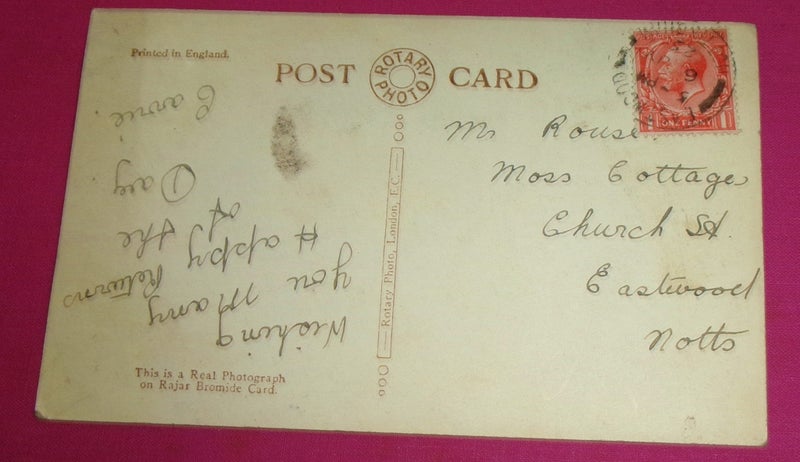 Printed in England.
POST CARD
ROTARY PHOTO
ONE PENNY
Mr Rouse
Moss Cottage
Church St.
Eastwood
Notts
Wishing
you Many
Happy Returns
of the
Day
Carrie.
Rotary Photo, London, E.C.
This is a Real Photograph
on Rajar Bromide Card.